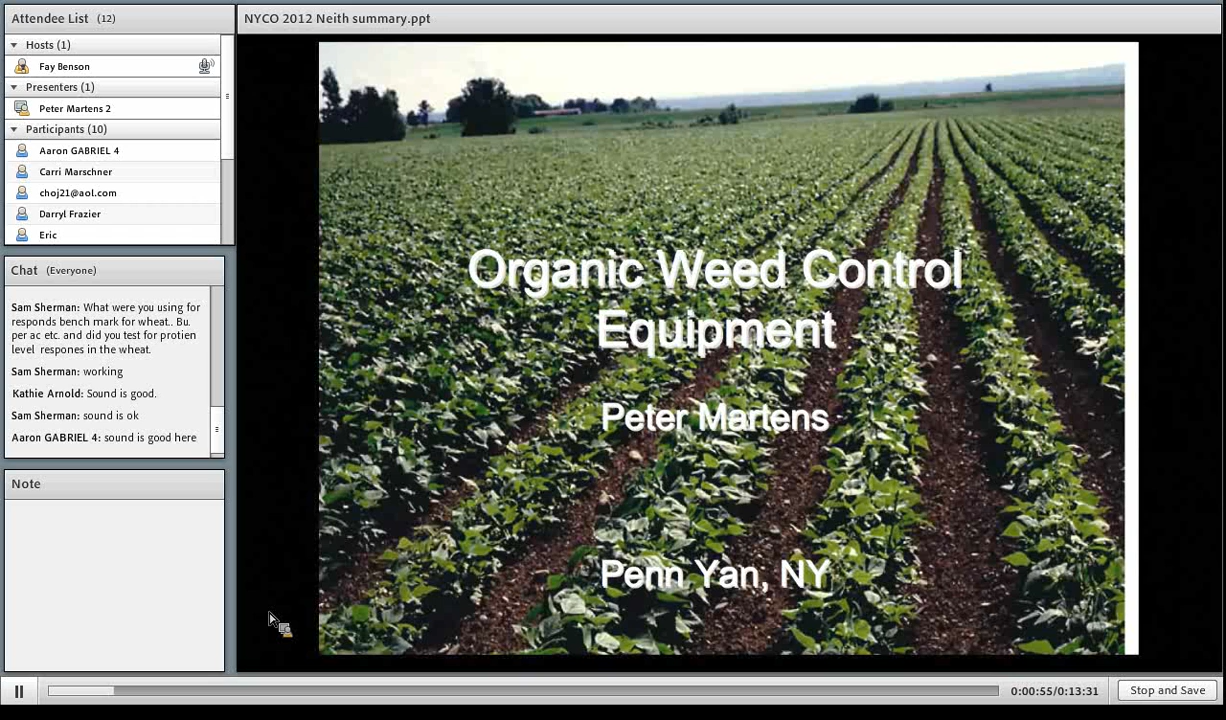 Attendee List (12)
Hosts (1)
Fay Benson
Presenters (1)
Peter Martens 2
Participants (10)
Aaron GABRIEL 4
Carri Marschner
choj21@aol.com
Darryl Frazier
Eric
Chat (Everyone)
Sam Sherman: What were you using for
responds bench mark for wheat.. Bu.
per ac etc. and did you test for protien
level respones in the wheat.
Sam Sherman: working
Kathie Arnold: Sound is good.
Sam Sherman: sound is ok
Aaron GABRIEL 4: sound is good here
Note
NYCO 2012 Neith summary.ppt
Organic Weed Control
Equipment
Peter Martens
Penn Yan, NY
0:00:55/0:13:31
Stop and Save